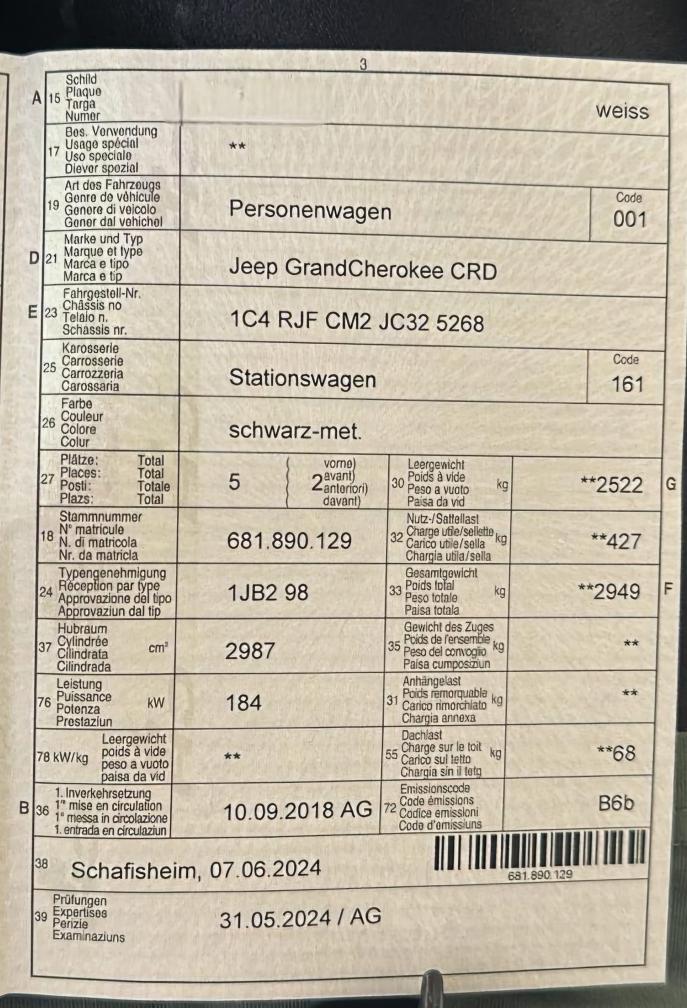 3
A 15 Schild
Plaque
Targa
Numer
weiss
17 Bes. Verwendung
Usage spécial
Uso speciale
Diever spezial
**
19 Art des Fahrzeugs
Genre de véhicule
Genere di veicolo
Gener dal vehichel
Personenwagen
Code
001
D 21 Marke und Typ
Marque et type
Marca e tipo
Marca e tip
Jeep GrandCherokee CRD
E 23 Fahrgestell-Nr.
Châssis no
Telaio n.
Schassis nr.
1C4 RJF CM2 JC32 5268
25 Karosserie
Carrosserie
Carrozzeria
Carossaria
Stationswagen
Code
161
26 Farbe
Couleur
Colore
Colur
schwarz-met.
27 Plätze: Total
Places: Total
Posti: Totale
Plazs: Total
5
2
vorne)
avant)
anteriori)
davant)
30 Leergewicht
Poids à vide
Peso a vuoto
Paisa da vid
kg
**2522
G
18 Stammnummer
N° matricule
N. di matricola
Nr. da matricla
681.890.129
32 Nutz-/Sattellast
Charge utile/sellette
Carico utile/sella
Chargia utila/sella
kg
**427
24 Typengenehmigung
Réception par type
Approvazione del tipo
Approvaziun dal tip
1JB2 98
33 Gesamtgewicht
Poids total
Peso totale
Paisa totala
kg
**2949
F
37 Hubraum
Cylindrée
Cilindrata
Cilindrada
cm³
2987
35 Gewicht des Zuges
Poids de l'ensemble
Peso del convoglio
Paisa cumposiziun
kg
**
76 Leistung
Puissance
Potenza
Prestaziun
kW
184
31 Anhängelast
Poids remorquable
Carico rimorchiato
Chargia annexa
kg
**
78 kW/kg
Leergewicht
poids à vide
peso a vuoto
paisa da vid
**
55 Dachlast
Charge sur le toit
Carico sul tetto
Chargia sin il tetg
kg
**68
B 36 1. Inverkehrsetzung
1re mise en circulation
1a messa in circolazione
1. entrada en circulaziun
10.09.2018 AG
72 Emissionscode
Code émissions
Codice emissioni
Code d'emissiuns
B6b
38 Schafisheim, 07.06.2024
681.890.129
39 Prüfungen
Expertises
Perizie
Examinaziuns
31.05.2024 / AG